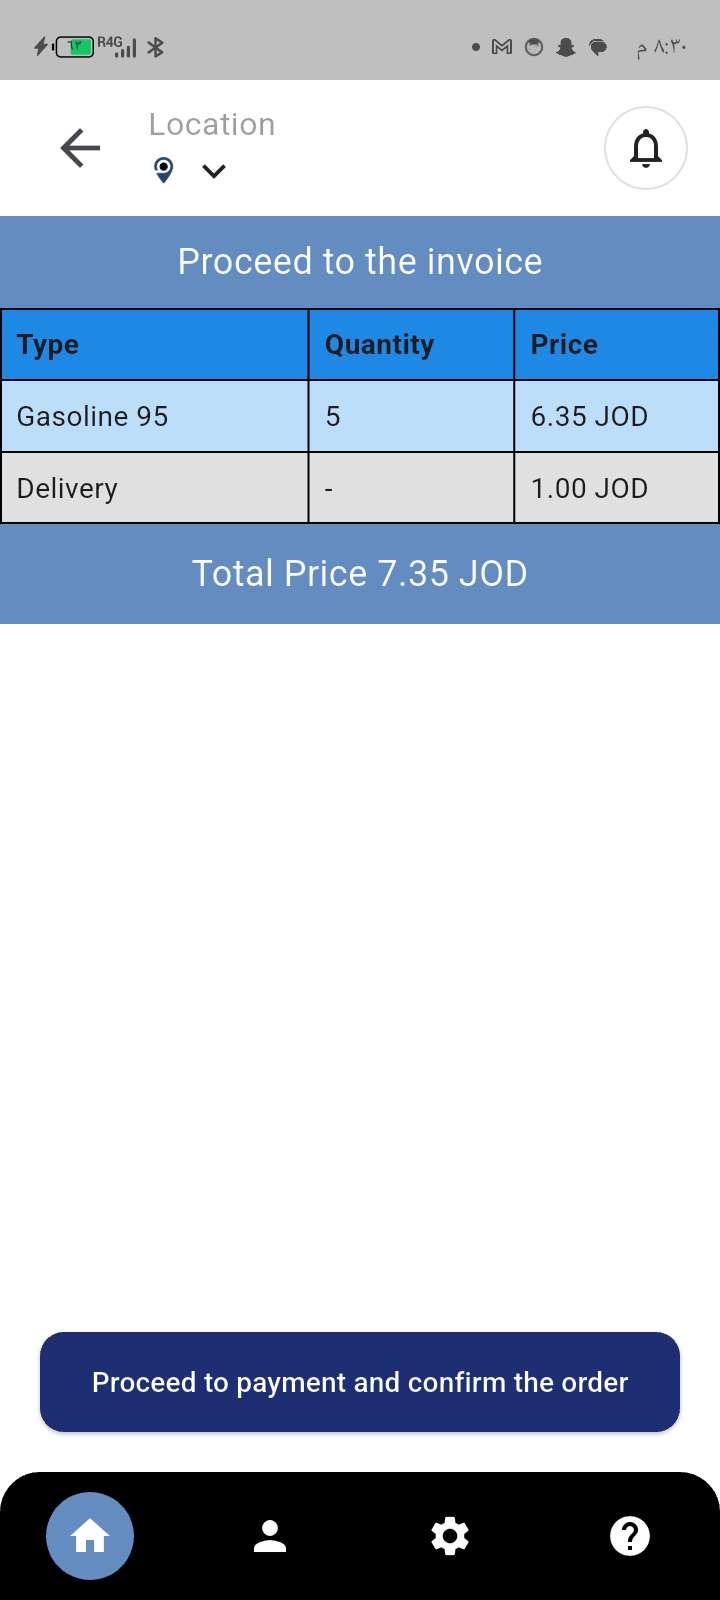 ٦٣ R4G ٨:٣٠ م
Location
Proceed to the invoice
Type Quantity Price
Gasoline 95 5 6.35 JOD
Delivery - 1.00 JOD
Total Price 7.35 JOD
Proceed to payment and confirm the order